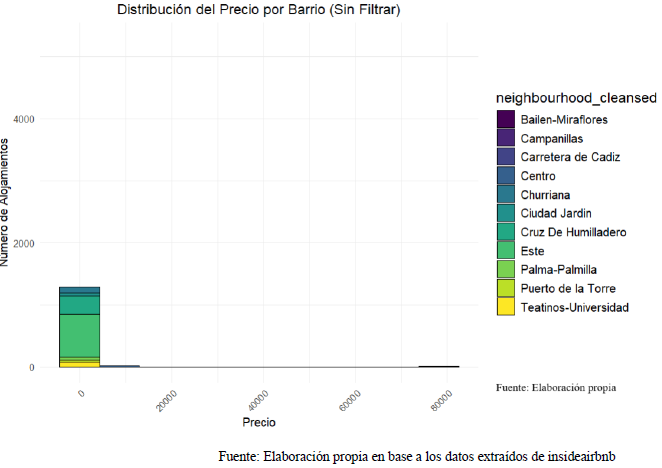 Distribución del Precio por Barrio (Sin Filtrar)
Número de Alojamientos
4000
2000
0
0
20000
40000
60000
80000
Precio
neighbourhood_cleansed
Bailen-Miraflores
Campanillas
Carretera de Cadiz
Centro
Churriana
Ciudad Jardin
Cruz De Humilladero
Este
Palma-Palmilla
Puerto de la Torre
Teatinos-Universidad
Fuente: Elaboración propia
Fuente: Elaboración propia en base a los datos extraídos de insideairbnb